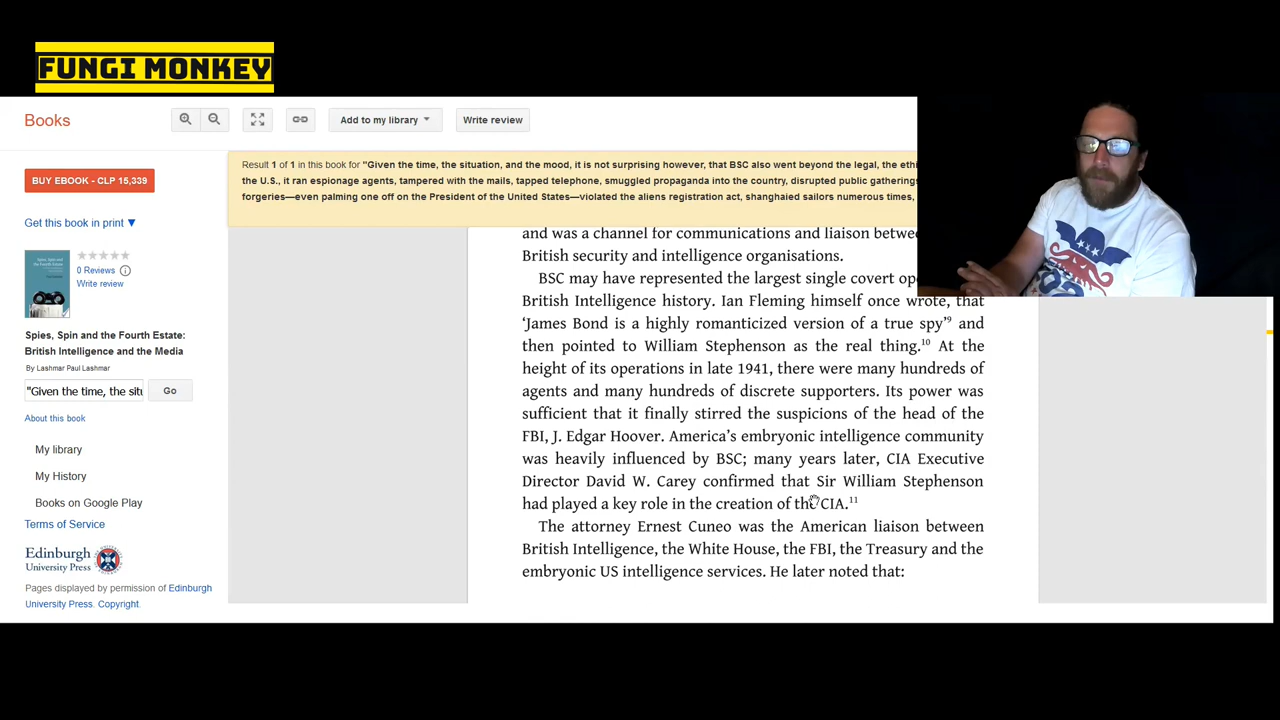 FUNGI MONKEY
Books
Add to my library
Write review
BUY EBOOK - CLP 15,339
Get this book in print ▼
0 Reviews
Write review
Spies, Spin and the Fourth Estate:
British Intelligence and the Media
By Lashmar Paul Lashmar
"Given the time, the situ
Go
About this book
My library
My History
Books on Google Play
Terms of Service
Edinburgh
University Press
Pages displayed by permission of Edinburgh
University Press. Copyright.
Result 1 of 1 in this book for "Given the time, the situation, and the mood, it is not surprising however, that BSC also went beyond the legal, the ethi
the U.S., it ran espionage agents, tampered with the mails, tapped telephone, smuggled propaganda into the country, disrupted public gatherings
forgeries—even palming one off on the President of the United States—violated the aliens registration act, shanghaied sailors numerous times,
and was a channel for communications and liaison betwe
British security and intelligence organisations.
BSC may have represented the largest single covert op
British Intelligence history. Ian Fleming himself once wrote, that
‘James Bond is a highly romanticized version of a true spy’9 and
then pointed to William Stephenson as the real thing.10 At the
height of its operations in late 1941, there were many hundreds of
agents and many hundreds of discrete supporters. Its power was
sufficient that it finally stirred the suspicions of the head of the
FBI, J. Edgar Hoover. America’s embryonic intelligence community
was heavily influenced by BSC; many years later, CIA Executive
Director David W. Carey confirmed that Sir William Stephenson
had played a key role in the creation of the CIA.11
The attorney Ernest Cuneo was the American liaison between
British Intelligence, the White House, the FBI, the Treasury and the
embryonic US intelligence services. He later noted that: